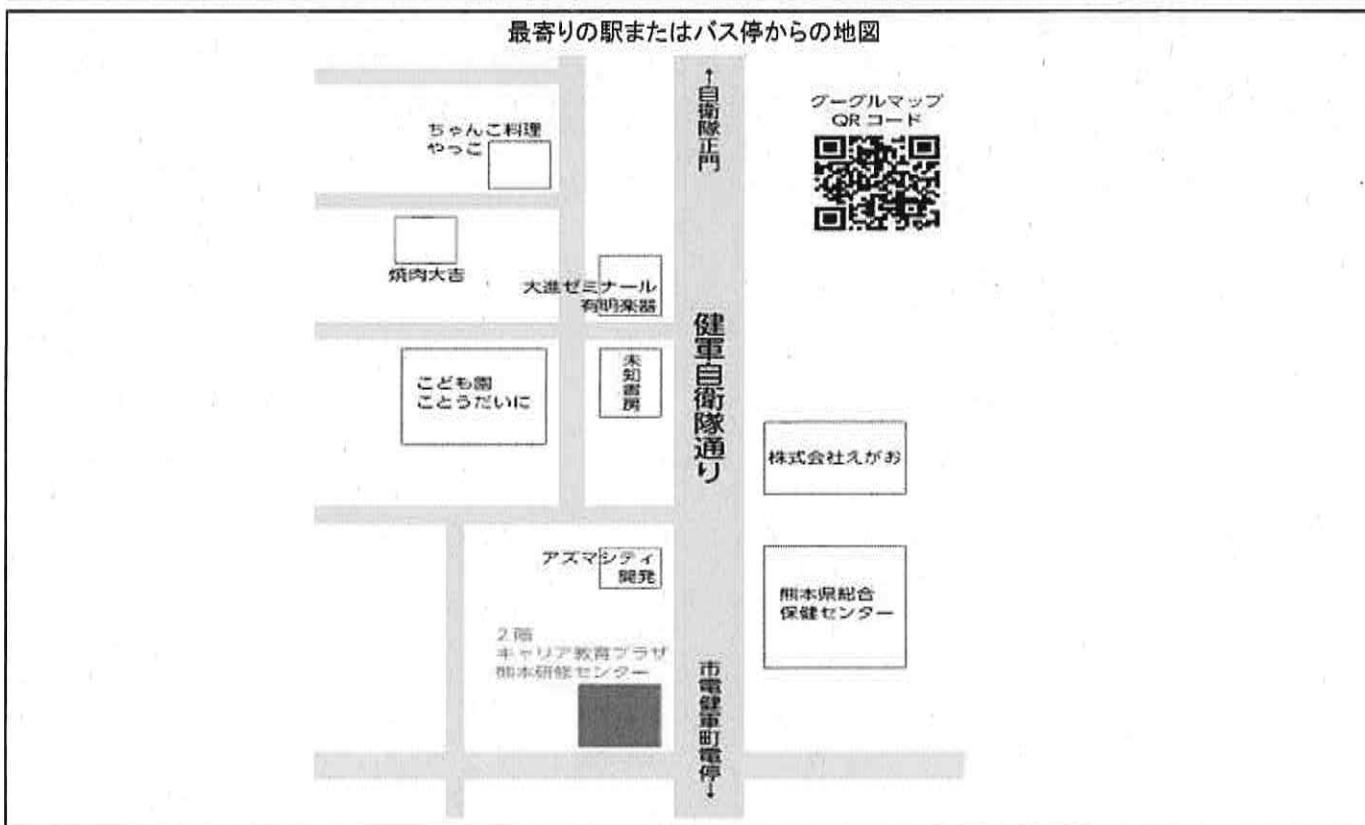 最寄りの駅またはバス停からの地図
↑自衛隊正門
グーグルマップ
QRコード
ちゃんこ料理
やっこ
焼肉大吉
大進ゼミナール
有明楽器
健軍自衛隊通り
こども園
ことうだいに
未知書房
株式会社えがお
アズマシティ
開発
熊本県総合
保健センター
2階
キャリア教育プラザ
熊本研修センター
市電健軍町電停↓